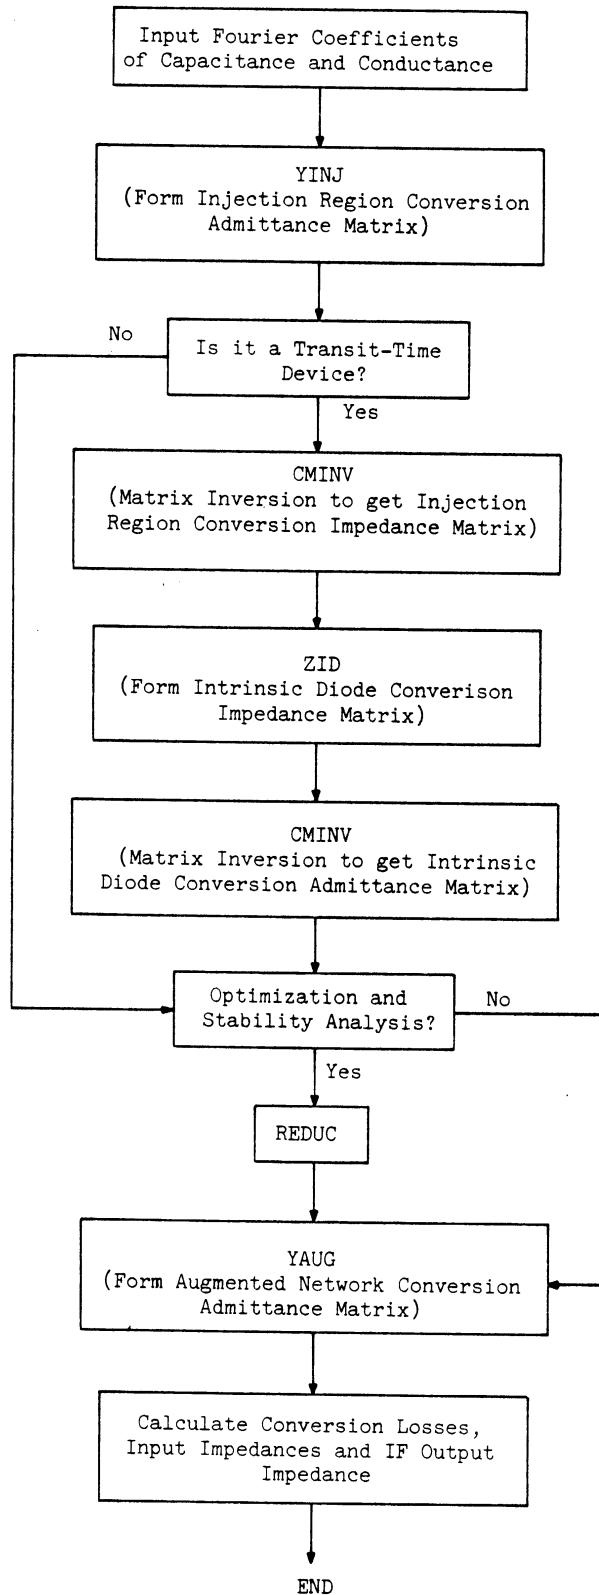 Input Fourier Coefficients
of Capacitance and Conductance
YINJ
(Form Injection Region Conversion
Admittance Matrix)
No
Is it a Transit-Time
Device?
Yes
CMINV
(Matrix Inversion to get Injection
Region Conversion Impedance Matrix)
ZID
(Form Intrinsic Diode Converison
Impedance Matrix)
CMINV
(Matrix Inversion to get Intrinsic
Diode Conversion Admittance Matrix)
Optimization and
Stability Analysis?
No
Yes
REDUC
YAUG
(Form Augmented Network Conversion
Admittance Matrix)
Calculate Conversion Losses,
Input Impedances and IF Output
Impedance
END